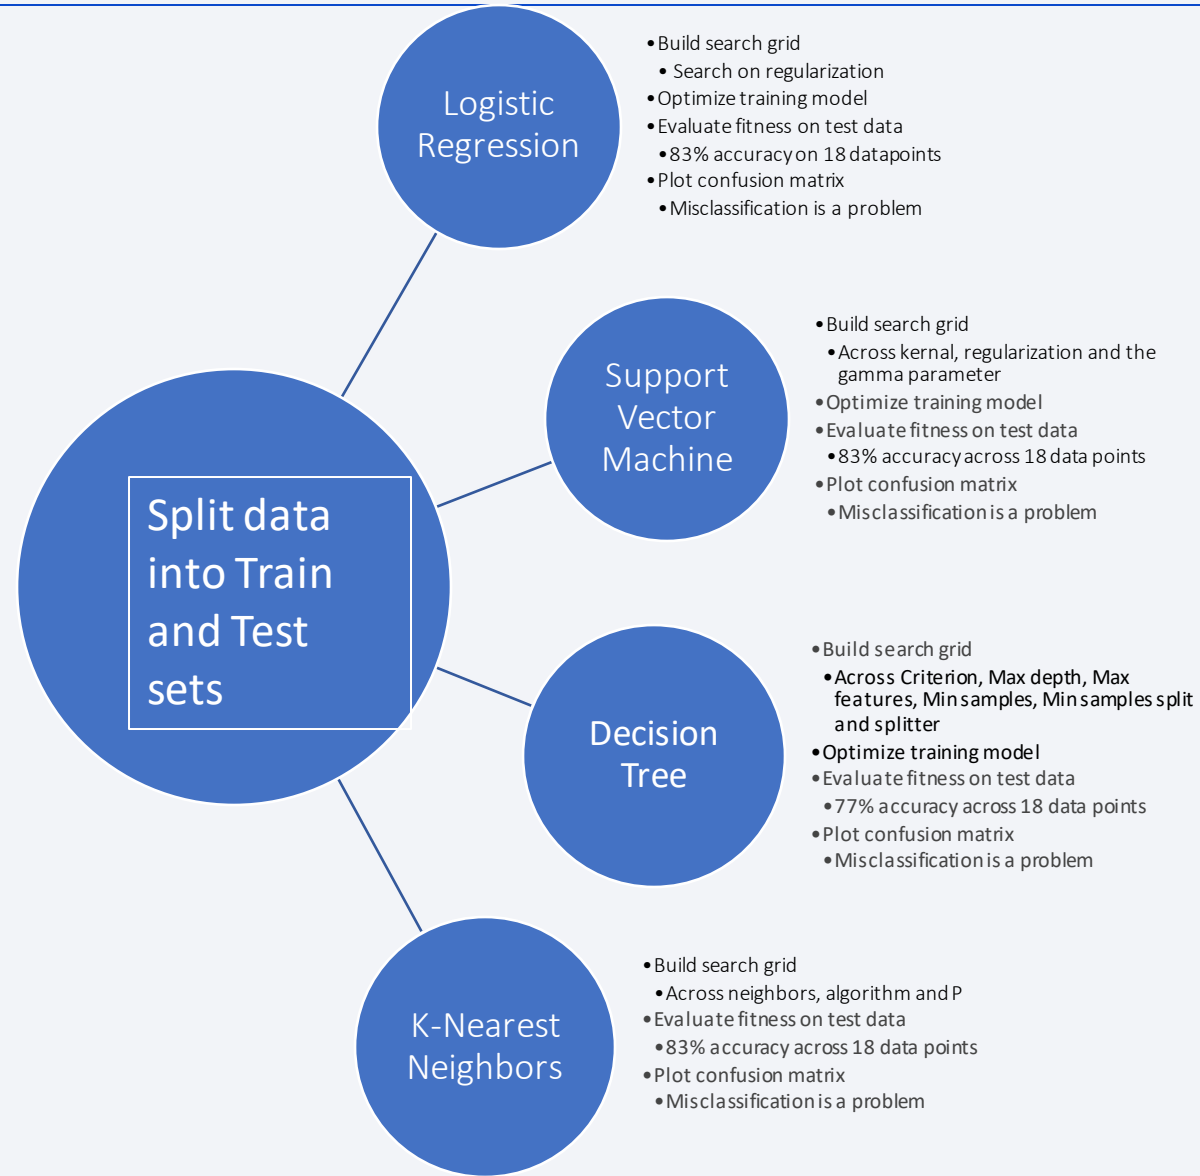 Split data
into Train
and Test
sets
Logistic
Regression
•Build search grid
• Search on regularization
•Optimize training model
•Evaluate fitness on test data
•83% accuracy on 18 datapoints
•Plot confusion matrix
•Misclassification is a problem
Support
Vector
Machine
•Build search grid
•Across kernal, regularization and the
gamma parameter
•Optimize training model
•Evaluate fitness on test data
•83% accuracy across 18 data points
•Plot confusion matrix
•Misclassification is a problem
Decision
Tree
•Build search grid
•Across Criterion, Max depth, Max
features, Min samples, Min samples split
and splitter
•Optimize training model
•Evaluate fitness on test data
•77% accuracy across 18 data points
•Plot confusion matrix
•Misclassification is a problem
K-Nearest
Neighbors
•Build search grid
•Across neighbors, algorithm and P
•Evaluate fitness on test data
•83% accuracy across 18 data points
•Plot confusion matrix
•Misclassification is a problem